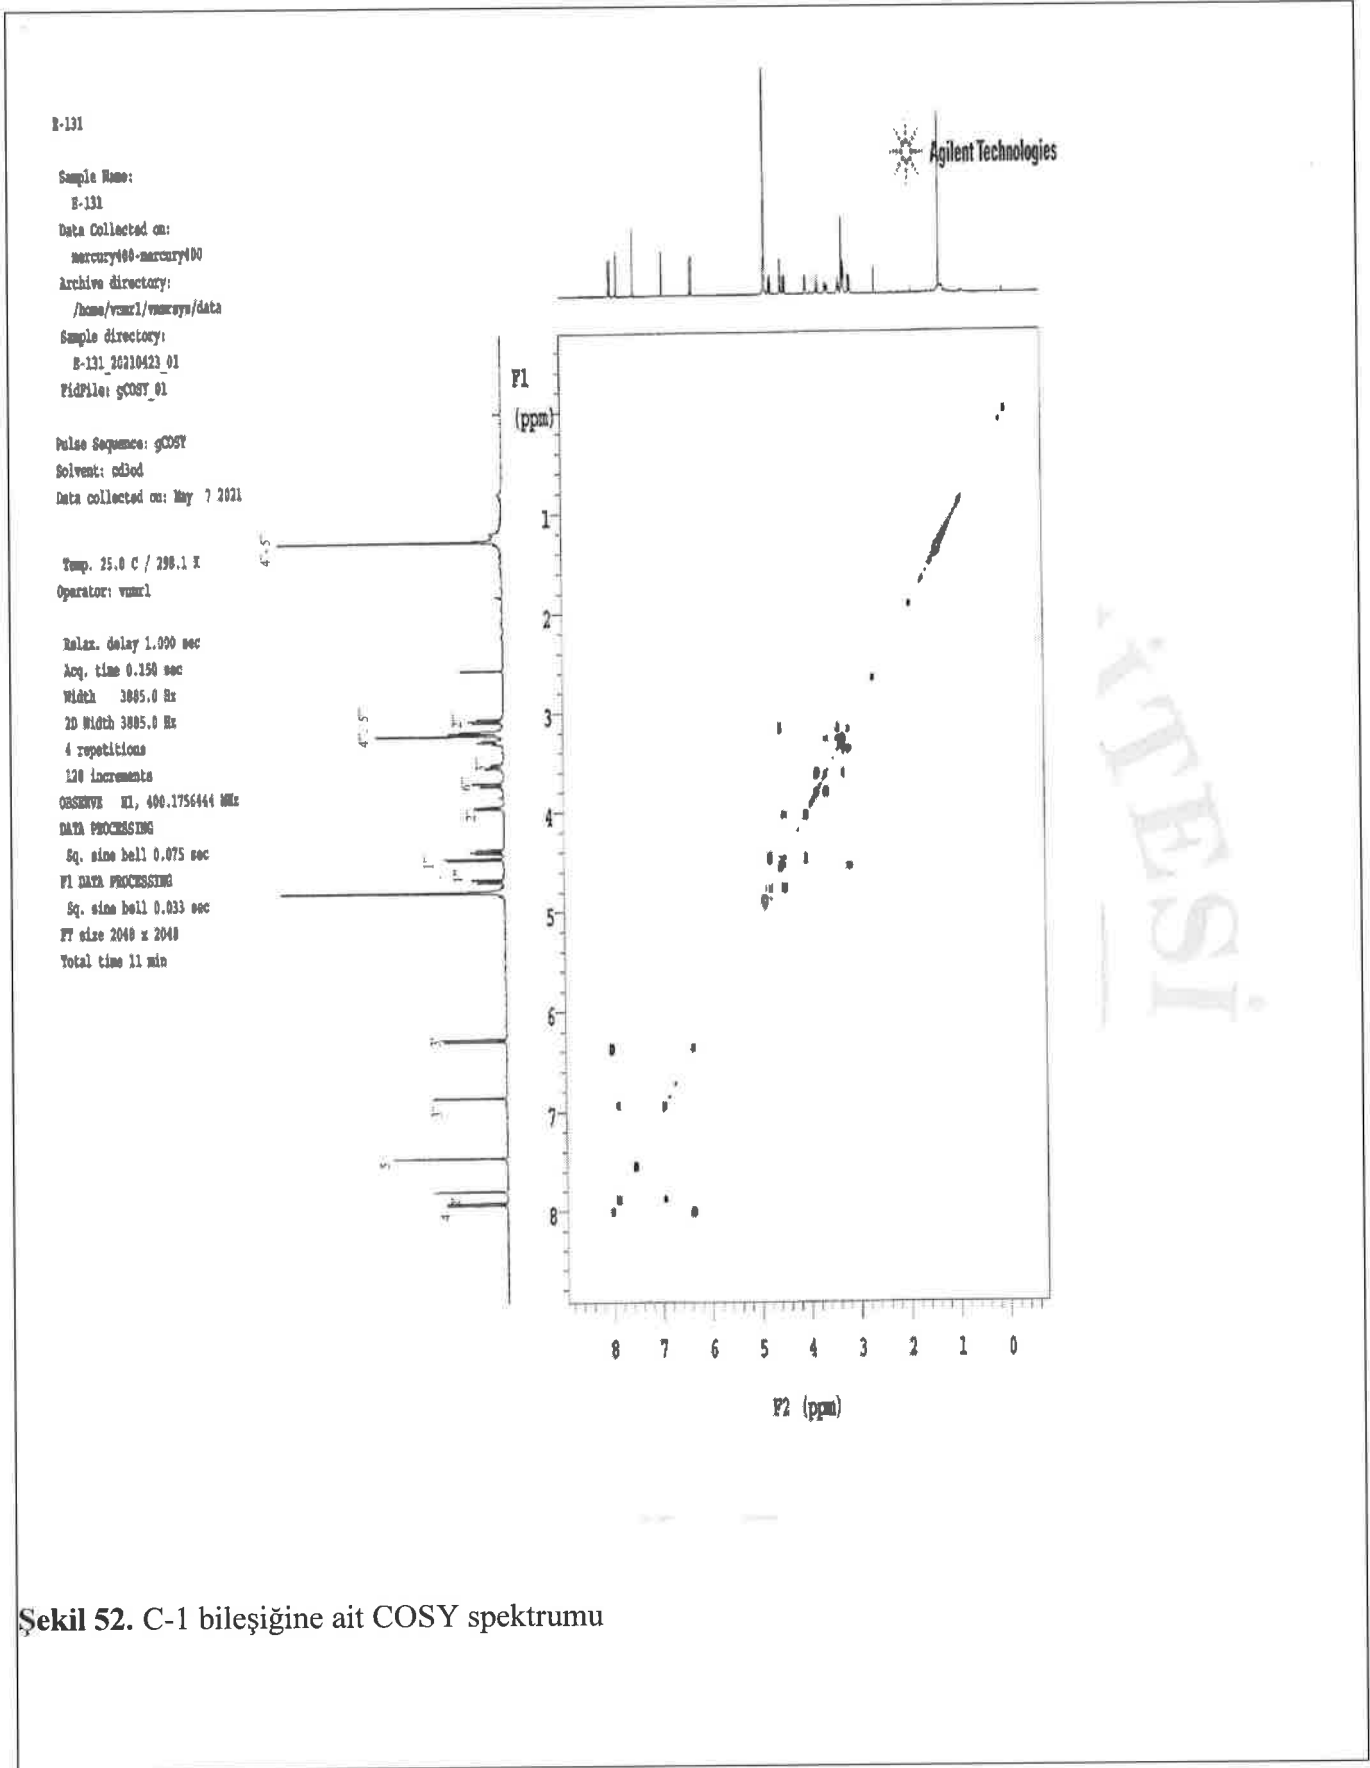 E-131
Agilent Technologies
Sample Name:
E-131
Data Collected on:
mercury400-mercury400
Archive directory:
/home/vnmr1/vnmrsys/data
Sample directory:
E-131_20210423_01
FidFile: gCOSY_01
Pulse Sequence: gCOSY
Solvent: cd3od
Data collected on: May 7 2021
Temp. 25.0 C / 298.1 K
Operator: vnmr1
Relax. delay 1.000 sec
Acq. time 0.150 sec
Width 3885.0 Hz
2D Width 3885.0 Hz
4 repetitions
128 increments
OBSERVE H1, 400.1756444 MHz
DATA PROCESSING
Sq. sine bell 0.075 sec
F1 DATA PROCESSING
Sq. sine bell 0.033 sec
FT size 2048 x 2048
Total time 11 min
F1
(ppm)
1
2
3
4
5
6
7
8
8 7 6 5 4 3 2 1 0
F2 (ppm)
Şekil 52. C-1 bileşiğine ait COSY spektrumu